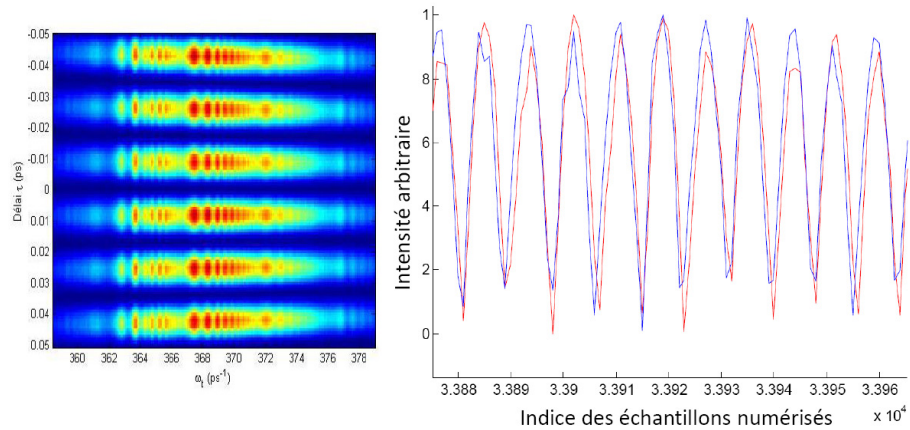 -0.05
-0.04
-0.03
-0.02
-0.01
0
0.01
0.02
0.03
0.04
0.05
Délai τ (ps)
360 362 364 366 368 370 372 374 376 378
ω_t (ps⁻¹)
1
8
6
4
2
0
Intensité arbitraire
3.388 3.389 3.39 3.391 3.392 3.393 3.394 3.395 3.396
Indice des échantillons numérisés x 10⁴